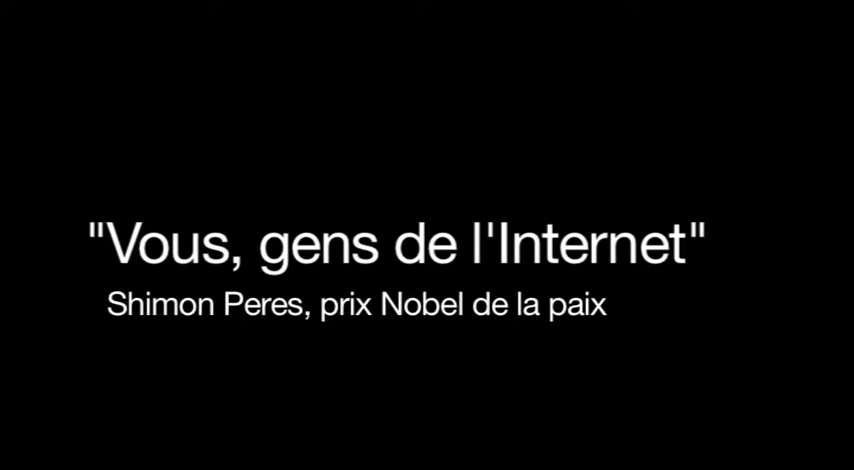 "Vous, gens de l'Internet"
Shimon Peres, prix Nobel de la paix